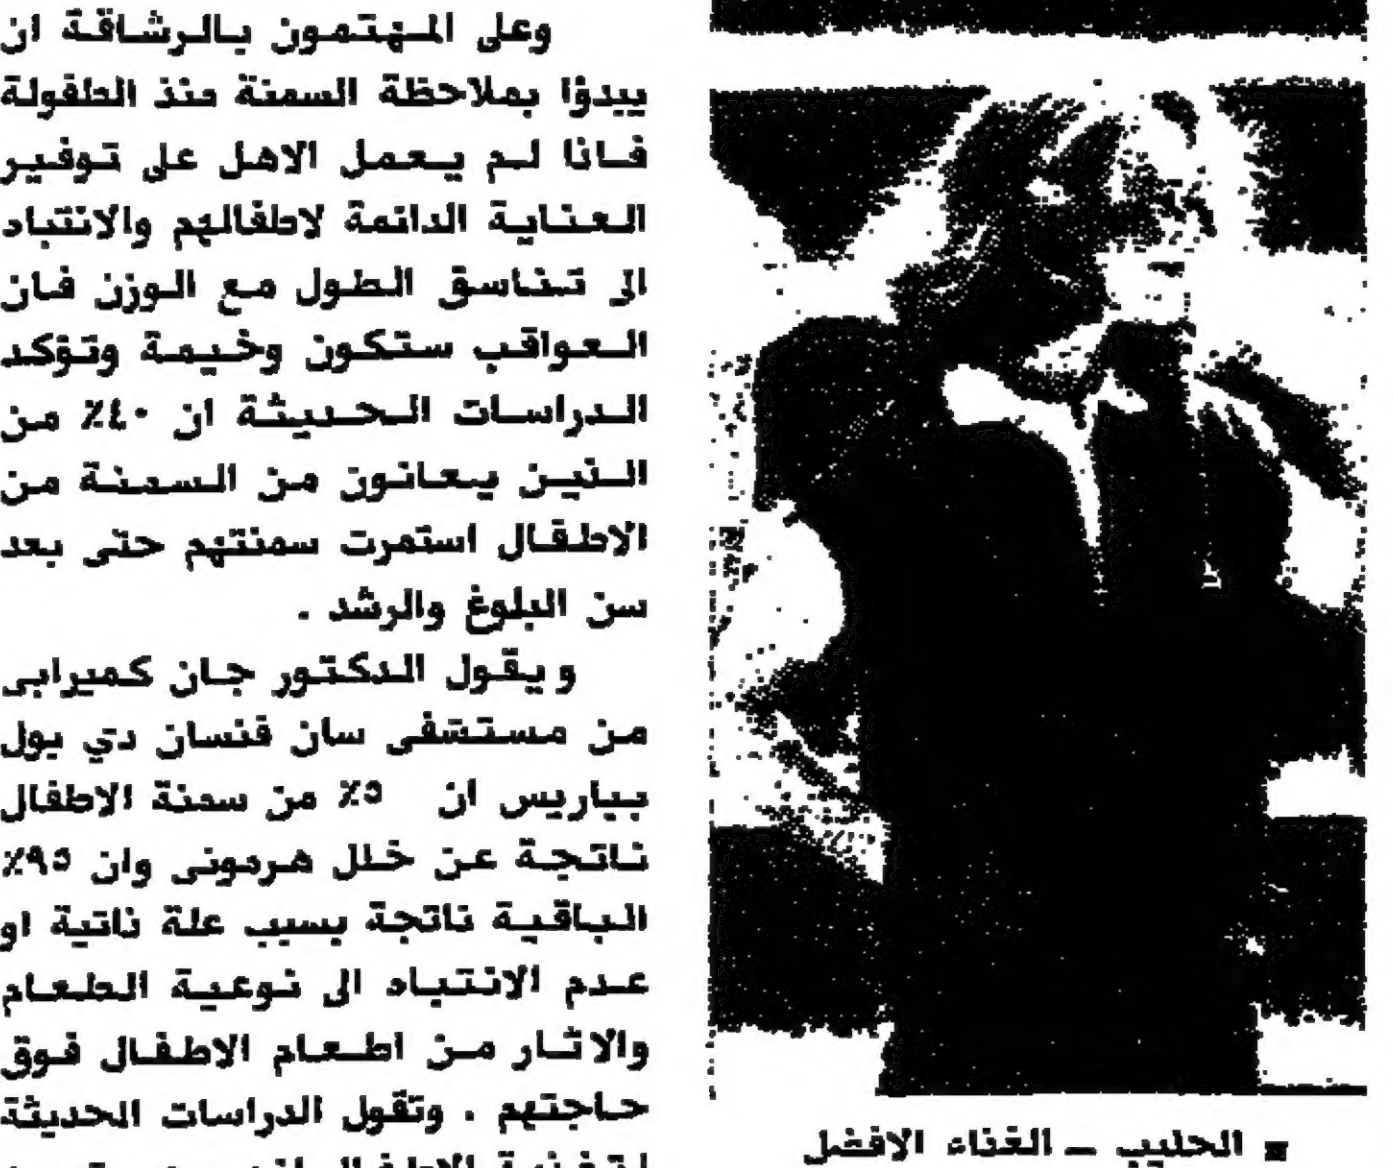 وعلى المهتمون بالرشاقة ان
يبدؤا بملاحظة السمنة منذ الطفولة
فاذا لم يعمل الاهل على توفير
العناية الدائمة لاطفالهم والانتباه
الى تناسق الطول مع الوزن فان
العواقب ستكون وخيمة وتؤكد
الدراسات الحديثة ان ٤٠٪ من
الذين يعانون من السمنة من
الاطفال استمرت سمنتهم حتى بعد
سن البلوغ والرشد .
ويقول الدكتور جان كميرابى
من مستشفى سان فنسان دي بول
بباريس ان ٥٪ من سمنة الاطفال
ناتجة عن خلل هرمونى وان ٩٥٪
الباقية ناتجة بسبب علة ذاتية او
عدم الانتباه الى نوعية الطعام
والاثار من اطعام الاطفال فوق
حاجتهم . وتقول الدراسات الحديثة
■ الحليب – الغذاء الافضل